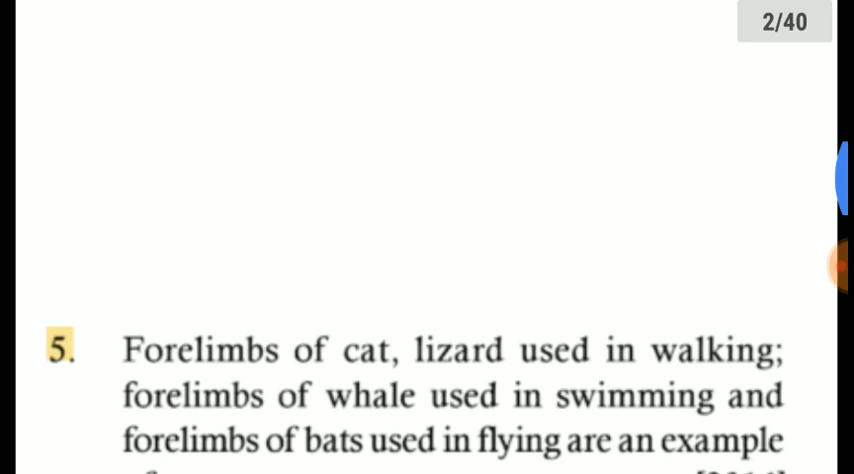 2/40
5. Forelimbs of cat, lizard used in walking;
forelimbs of whale used in swimming and
forelimbs of bats used in flying are an example